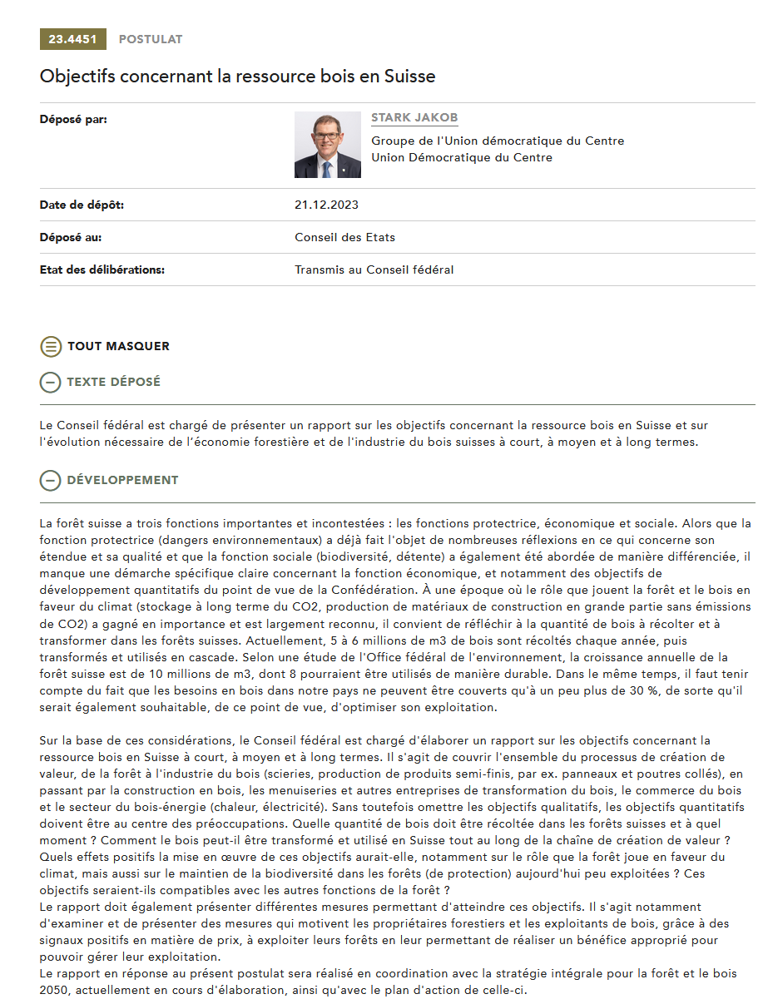 23.4451 POSTULAT
Objectifs concernant la ressource bois en Suisse
Déposé par:
STARK JAKOB
Groupe de l'Union démocratique du Centre
Union Démocratique du Centre
Date de dépôt: 21.12.2023
Déposé au: Conseil des Etats
Etat des délibérations: Transmis au Conseil fédéral
TOUT MASQUER
TEXTE DÉPOSÉ
Le Conseil fédéral est chargé de présenter un rapport sur les objectifs concernant la ressource bois en Suisse et sur
l'évolution nécessaire de l’économie forestière et de l'industrie du bois suisses à court, à moyen et à long termes.
DÉVELOPPEMENT
La forêt suisse a trois fonctions importantes et incontestées : les fonctions protectrice, économique et sociale. Alors que la
fonction protectrice (dangers environnementaux) a déjà fait l'objet de nombreuses réflexions en ce qui concerne son
étendue et sa qualité et que la fonction sociale (biodiversité, détente) a également été abordée de manière différenciée, il
manque une démarche spécifique claire concernant la fonction économique, et notamment des objectifs de
développement quantitatifs du point de vue de la Confédération. À une époque où le rôle que jouent la forêt et le bois en
faveur du climat (stockage à long terme du CO2, production de matériaux de construction en grande partie sans émissions
de CO2) a gagné en importance et est largement reconnu, il convient de réfléchir à la quantité de bois à récolter et à
transformer dans les forêts suisses. Actuellement, 5 à 6 millions de m3 de bois sont récoltés chaque année, puis
transformés et utilisés en cascade. Selon une étude de l'Office fédéral de l'environnement, la croissance annuelle de la
forêt suisse est de 10 millions de m3, dont 8 pourraient être utilisés de manière durable. Dans le même temps, il faut tenir
compte du fait que les besoins en bois dans notre pays ne peuvent être couverts qu'à un peu plus de 30 %, de sorte qu'il
serait également souhaitable, de ce point de vue, d'optimiser son exploitation.
Sur la base de ces considérations, le Conseil fédéral est chargé d'élaborer un rapport sur les objectifs concernant la
ressource bois en Suisse à court, à moyen et à long termes. Il s'agit de couvrir l'ensemble du processus de création de
valeur, de la forêt à l'industrie du bois (scieries, production de produits semi-finis, par ex. panneaux et poutres collés), en
passant par la construction en bois, les menuiseries et autres entreprises de transformation du bois, le commerce du bois
et le secteur du bois-énergie (chaleur, électricité). Sans toutefois omettre les objectifs qualitatifs, les objectifs quantitatifs
doivent être au centre des préoccupations. Quelle quantité de bois doit être récoltée dans les forêts suisses et à quel
moment ? Comment le bois peut-il être transformé et utilisé en Suisse tout au long de la chaîne de création de valeur ?
Quels effets positifs la mise en œuvre de ces objectifs aurait-elle, notamment sur le rôle que la forêt joue en faveur du
climat, mais aussi sur le maintien de la biodiversité dans les forêts (de protection) aujourd'hui peu exploitées ? Ces
objectifs seraient-ils compatibles avec les autres fonctions de la forêt ?
Le rapport doit également présenter différentes mesures permettant d'atteindre ces objectifs. Il s'agit notamment
d'examiner et de présenter des mesures qui motivent les propriétaires forestiers et les exploitants de bois, grâce à des
signaux positifs en matière de prix, à exploiter leurs forêts en leur permettant de réaliser un bénéfice approprié pour
pouvoir gérer leur exploitation.
Le rapport en réponse au présent postulat sera réalisé en coordination avec la stratégie intégrale pour la forêt et le bois
2050, actuellement en cours d'élaboration, ainsi qu'avec le plan d'action de celle-ci.